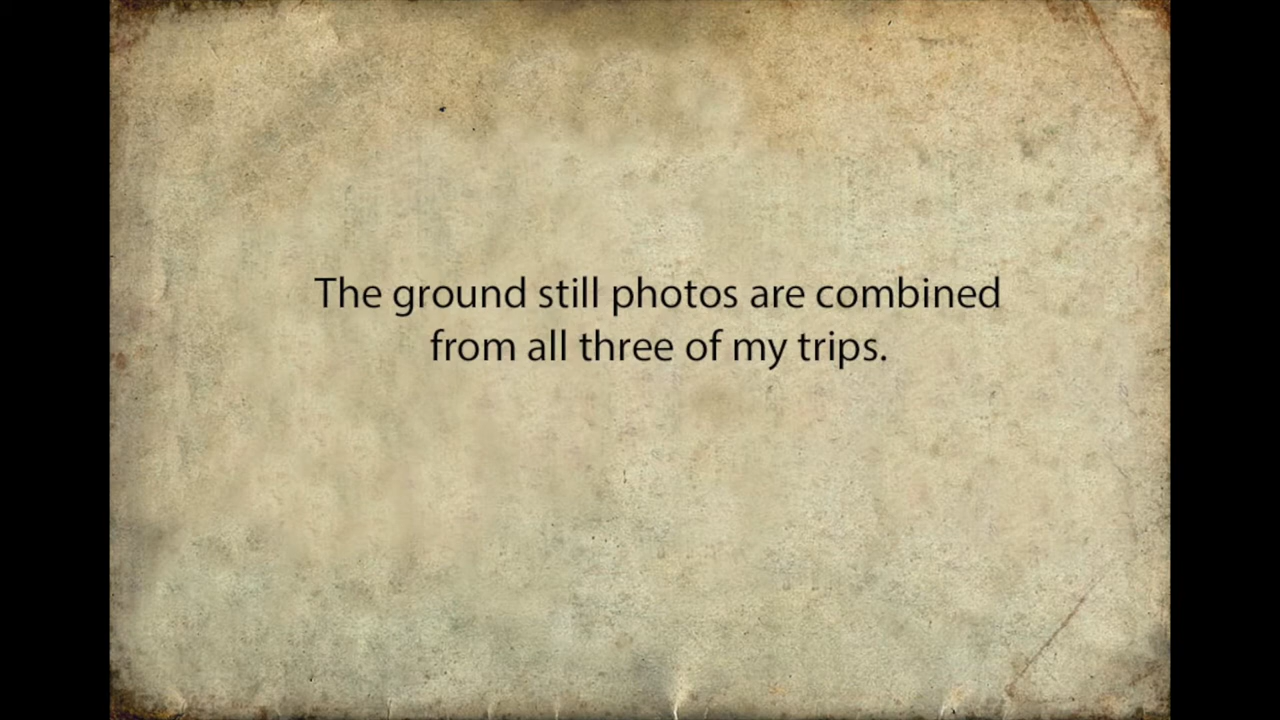 The ground still photos are combined
from all three of my trips.